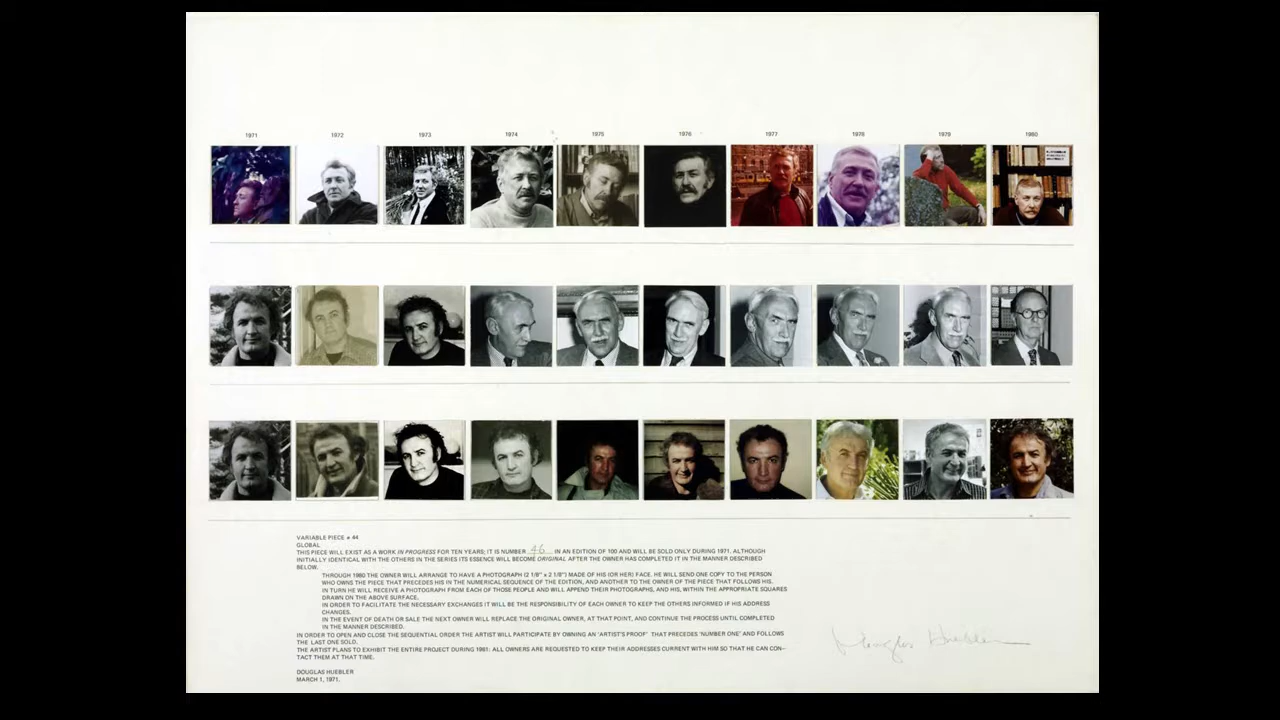 1971 1972 1973 1974 1975 1976 1977 1978 1979 1980
VARIABLE PIECE # 44
GLOBAL
THIS PIECE WILL EXIST AS A WORK IN PROGRESS FOR TEN YEARS; IT IS NUMBER 46 IN AN EDITION OF 100 AND WILL BE SOLD ONLY DURING 1971. ALTHOUGH
INITIALLY IDENTICAL WITH THE OTHERS IN THE SERIES ITS ESSENCE WILL BECOME ORIGINAL AFTER THE OWNER HAS COMPLETED IT IN THE MANNER DESCRIBED
BELOW.
THROUGH 1980 THE OWNER WILL ARRANGE TO HAVE A PHOTOGRAPH (2 1/8" x 2 1/8") MADE OF HIS (OR HER) FACE. HE WILL SEND ONE COPY TO THE PERSON
WHO OWNS THE PIECE THAT PRECEDES HIS IN THE NUMERICAL SEQUENCE OF THE EDITION, AND ANOTHER TO THE OWNER OF THE PIECE THAT FOLLOWS HIS.
IN TURN HE WILL RECEIVE A PHOTOGRAPH FROM EACH OF THOSE PEOPLE AND WILL APPEND THEIR PHOTOGRAPHS, AND HIS, WITHIN THE APPROPRIATE SQUARES
DRAWN ON THE ABOVE SURFACE.
IN ORDER TO FACILITATE THE NECESSARY EXCHANGES IT WILL BE THE RESPONSIBILITY OF EACH OWNER TO KEEP THE OTHERS INFORMED IF HIS ADDRESS
CHANGES.
IN THE EVENT OF DEATH OR SALE THE NEXT OWNER WILL REPLACE THE ORIGINAL OWNER, AT THAT POINT, AND CONTINUE THE PROCESS UNTIL COMPLETED
IN THE MANNER DESCRIBED.
IN ORDER TO OPEN AND CLOSE THE SEQUENTIAL ORDER THE ARTIST WILL PARTICIPATE BY OWNING AN 'ARTIST'S PROOF' THAT PRECEDES 'NUMBER ONE' AND FOLLOWS
THE LAST ONE SOLD.
THE ARTIST PLANS TO EXHIBIT THE ENTIRE PROJECT DURING 1981: ALL OWNERS ARE REQUESTED TO KEEP THEIR ADDRESSES CURRENT WITH HIM SO THAT HE CAN CON-
TACT THEM AT THAT TIME.
Douglas Huebler
DOUGLAS HUEBLER
MARCH 1, 1971.